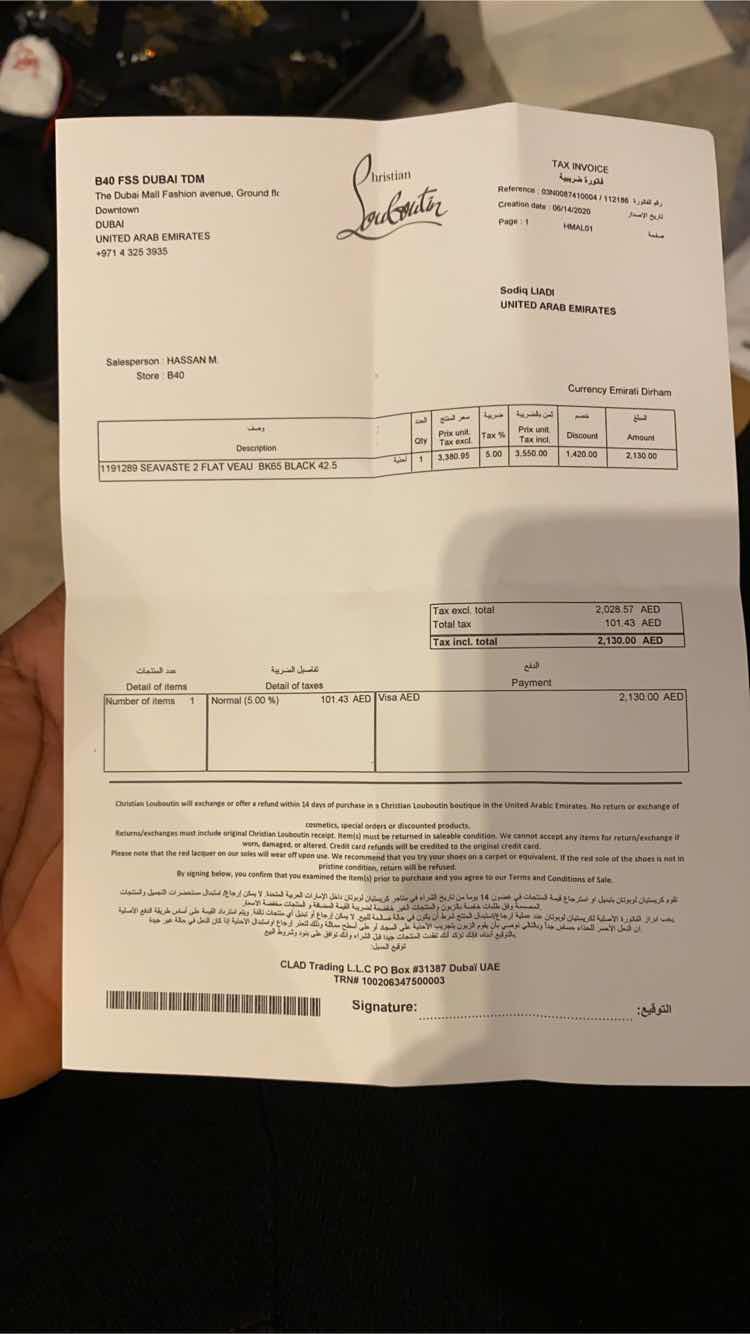 B40 FSS DUBAI TDM
The Dubai Mall Fashion avenue, Ground flo
Downtown
DUBAI
UNITED ARAB EMIRATES
+971 4 325 3935
Christian
Louboutin
TAX INVOICE
فاتورة ضريبية
Reference : 03N0087410004 / 112186 رقم الفاتورة
Creation date : 06/14/2020 تاريخ الاصدار
Page : 1 HMAL01 صفحة
Sodiq LIADI
UNITED ARAB EMIRATES
Salesperson : HASSAN M.
Store : B40
Currency Emirati Dirham
وصف العدد سعر المنتج ضريبة ثمن بالضريبة خصم المبلغ
Description Qty Prix unit. Tax excl. Tax % Prix unit. Tax incl. Discount Amount
1191289 SEAVASTE 2 FLAT VEAU BK65 BLACK 42.5 أحذية 1 3,380.95 5.00 3,550.00 1,420.00 2,130.00
Tax excl. total 2,028.57 AED
Total tax 101.43 AED
Tax incl. total 2,130.00 AED
عدد المنتجات تفاصيل الضريبة الدفع
Detail of items Detail of taxes Payment
Number of items 1 Normal (5.00 %) 101.43 AED Visa AED 2,130.00 AED
Christian Louboutin will exchange or offer a refund within 14 days of purchase in a Christian Louboutin boutique in the United Arabic Emirates. No return or exchange of
cosmetics, special orders or discounted products.
Returns/exchanges must include original Christian Louboutin receipt. Item(s) must be returned in saleable condition. We cannot accept any items for return/exchange if
worn, damaged, or altered. Credit card refunds will be credited to the original credit card.
Please note that the red lacquer on our soles will wear off upon use. We recommend that you try your shoes on a carpet or equivalent. If the red sole of the shoes is not in
pristine condition, return will be refused.
By signing below, you confirm that you examined the item(s) prior to purchase and you agree to our Terms and Conditions of Sale.
CLAD Trading L.L.C PO Box #31387 Dubaï UAE
TRN# 100206347500003
Signature: التوقيع: